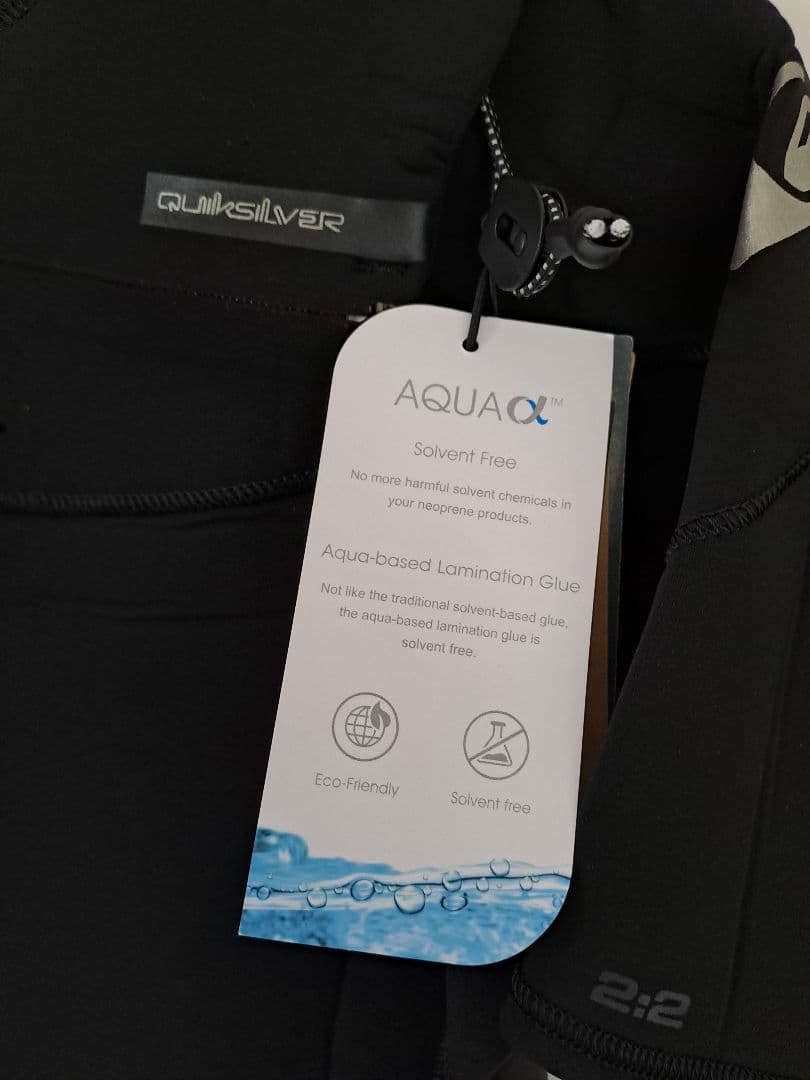 QUIKSILVER
AQUAα™
Solvent Free
No more harmful solvent chemicals in
your neoprene products.
Aqua-based Lamination Glue
Not like the traditional solvent-based glue,
the aqua-based lamination glue is
solvent free.
Eco-Friendly
Solvent free
2:2